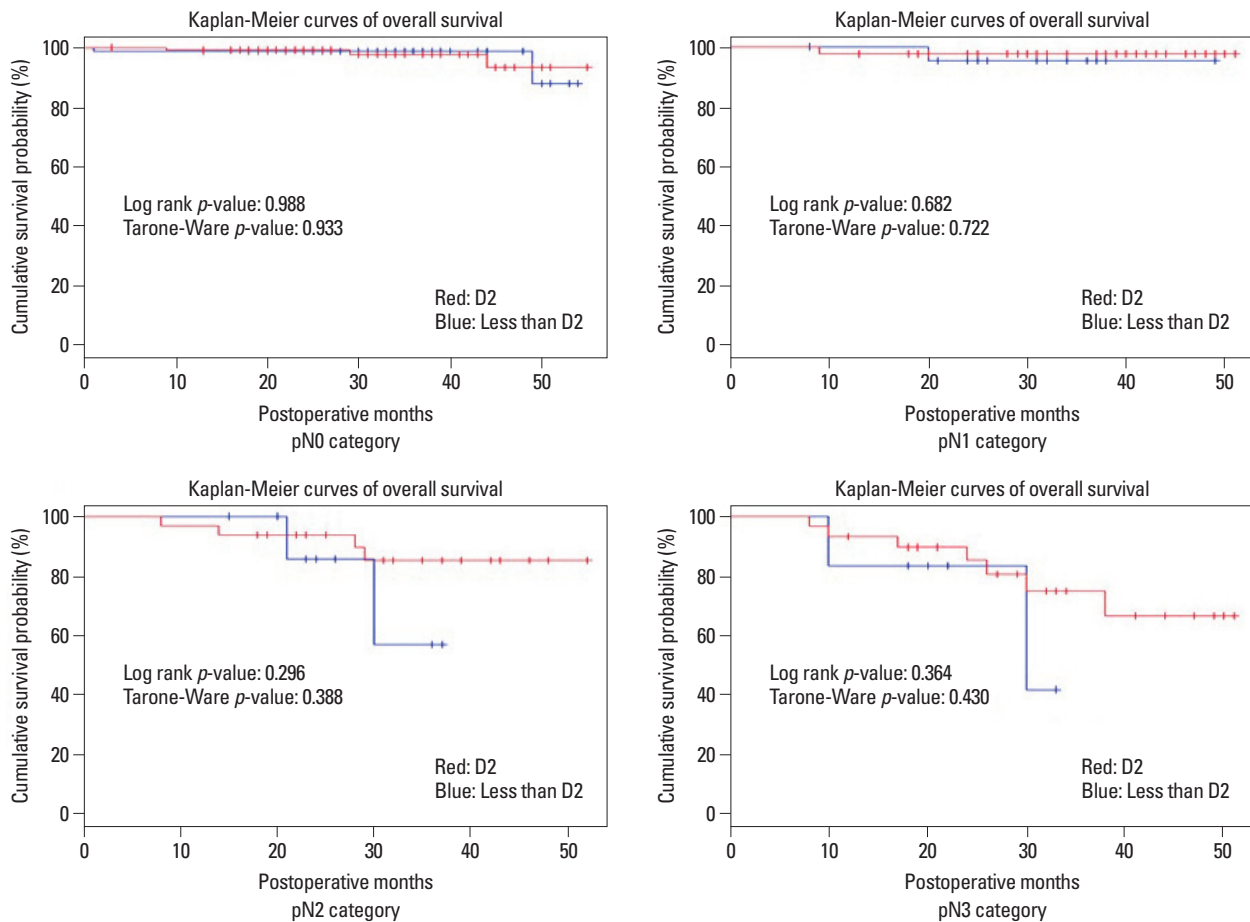 Kaplan-Meier curves of overall survival
Cumulative survival probability (%)
100
80
60
40
20
0
Log rank p-value: 0.988
Tarone-Ware p-value: 0.933
Red: D2
Blue: Less than D2
0 10 20 30 40 50
Postoperative months
pN0 category
Kaplan-Meier curves of overall survival
Cumulative survival probability (%)
100
80
60
40
20
0
Log rank p-value: 0.682
Tarone-Ware p-value: 0.722
Red: D2
Blue: Less than D2
0 10 20 30 40 50
Postoperative months
pN1 category
Kaplan-Meier curves of overall survival
Cumulative survival probability (%)
100
80
60
40
20
0
Log rank p-value: 0.296
Tarone-Ware p-value: 0.388
Red: D2
Blue: Less than D2
0 10 20 30 40 50
Postoperative months
pN2 category
Kaplan-Meier curves of overall survival
Cumulative survival probability (%)
100
80
60
40
20
0
Log rank p-value: 0.364
Tarone-Ware p-value: 0.430
Red: D2
Blue: Less than D2
0 10 20 30 40 50
Postoperative months
pN3 category